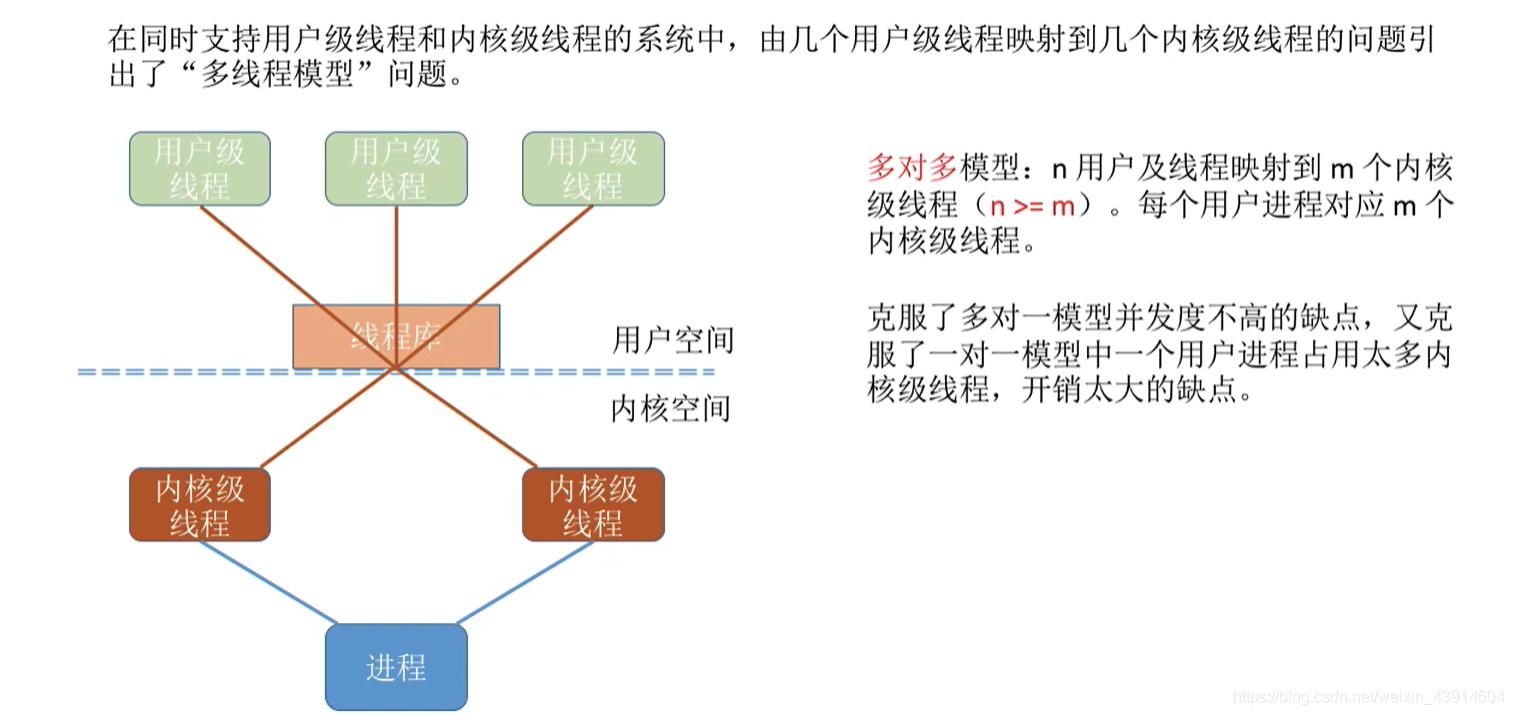 在同时支持用户级线程和内核级线程的系统中，由几个用户级线程映射到几个内核级线程的问题引
出了“多线程模型”问题。
用户级
线程
用户级
线程
用户级
线程
多对多模型：n 用户及线程映射到 m 个内核
级线程（n >= m）。每个用户进程对应 m 个
内核级线程。
克服了多对一模型并发度不高的缺点，又克
服了一对一模型中一个用户进程占用太多内
核级线程，开销太大的缺点。
线程库
用户空间
内核空间
内核级
线程
内核级
线程
进程
https://blog.csdn.net/weixin_43914604